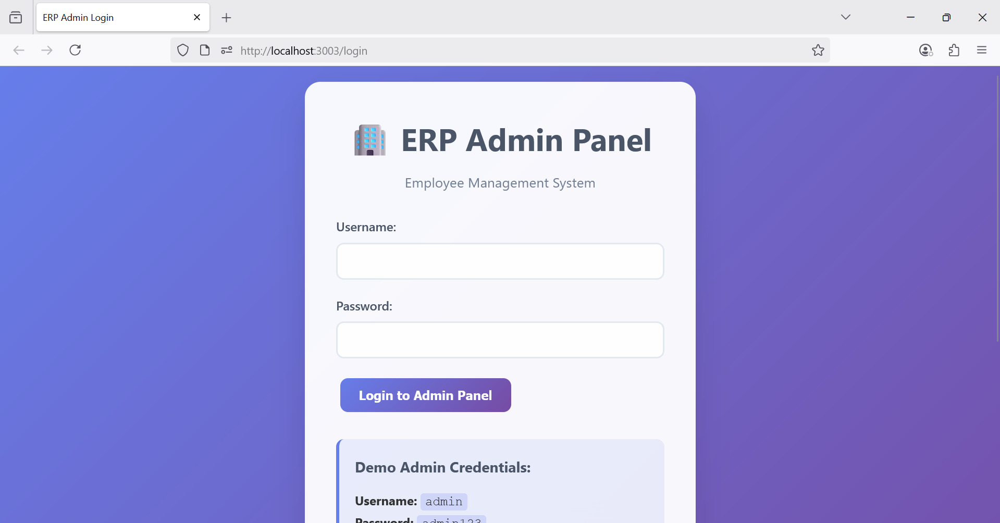 ERP Admin Login
http://localhost:3003/login
ERP Admin Panel
Employee Management System
Username:
Password:
Login to Admin Panel
Demo Admin Credentials:
Username: admin
Password: admin123